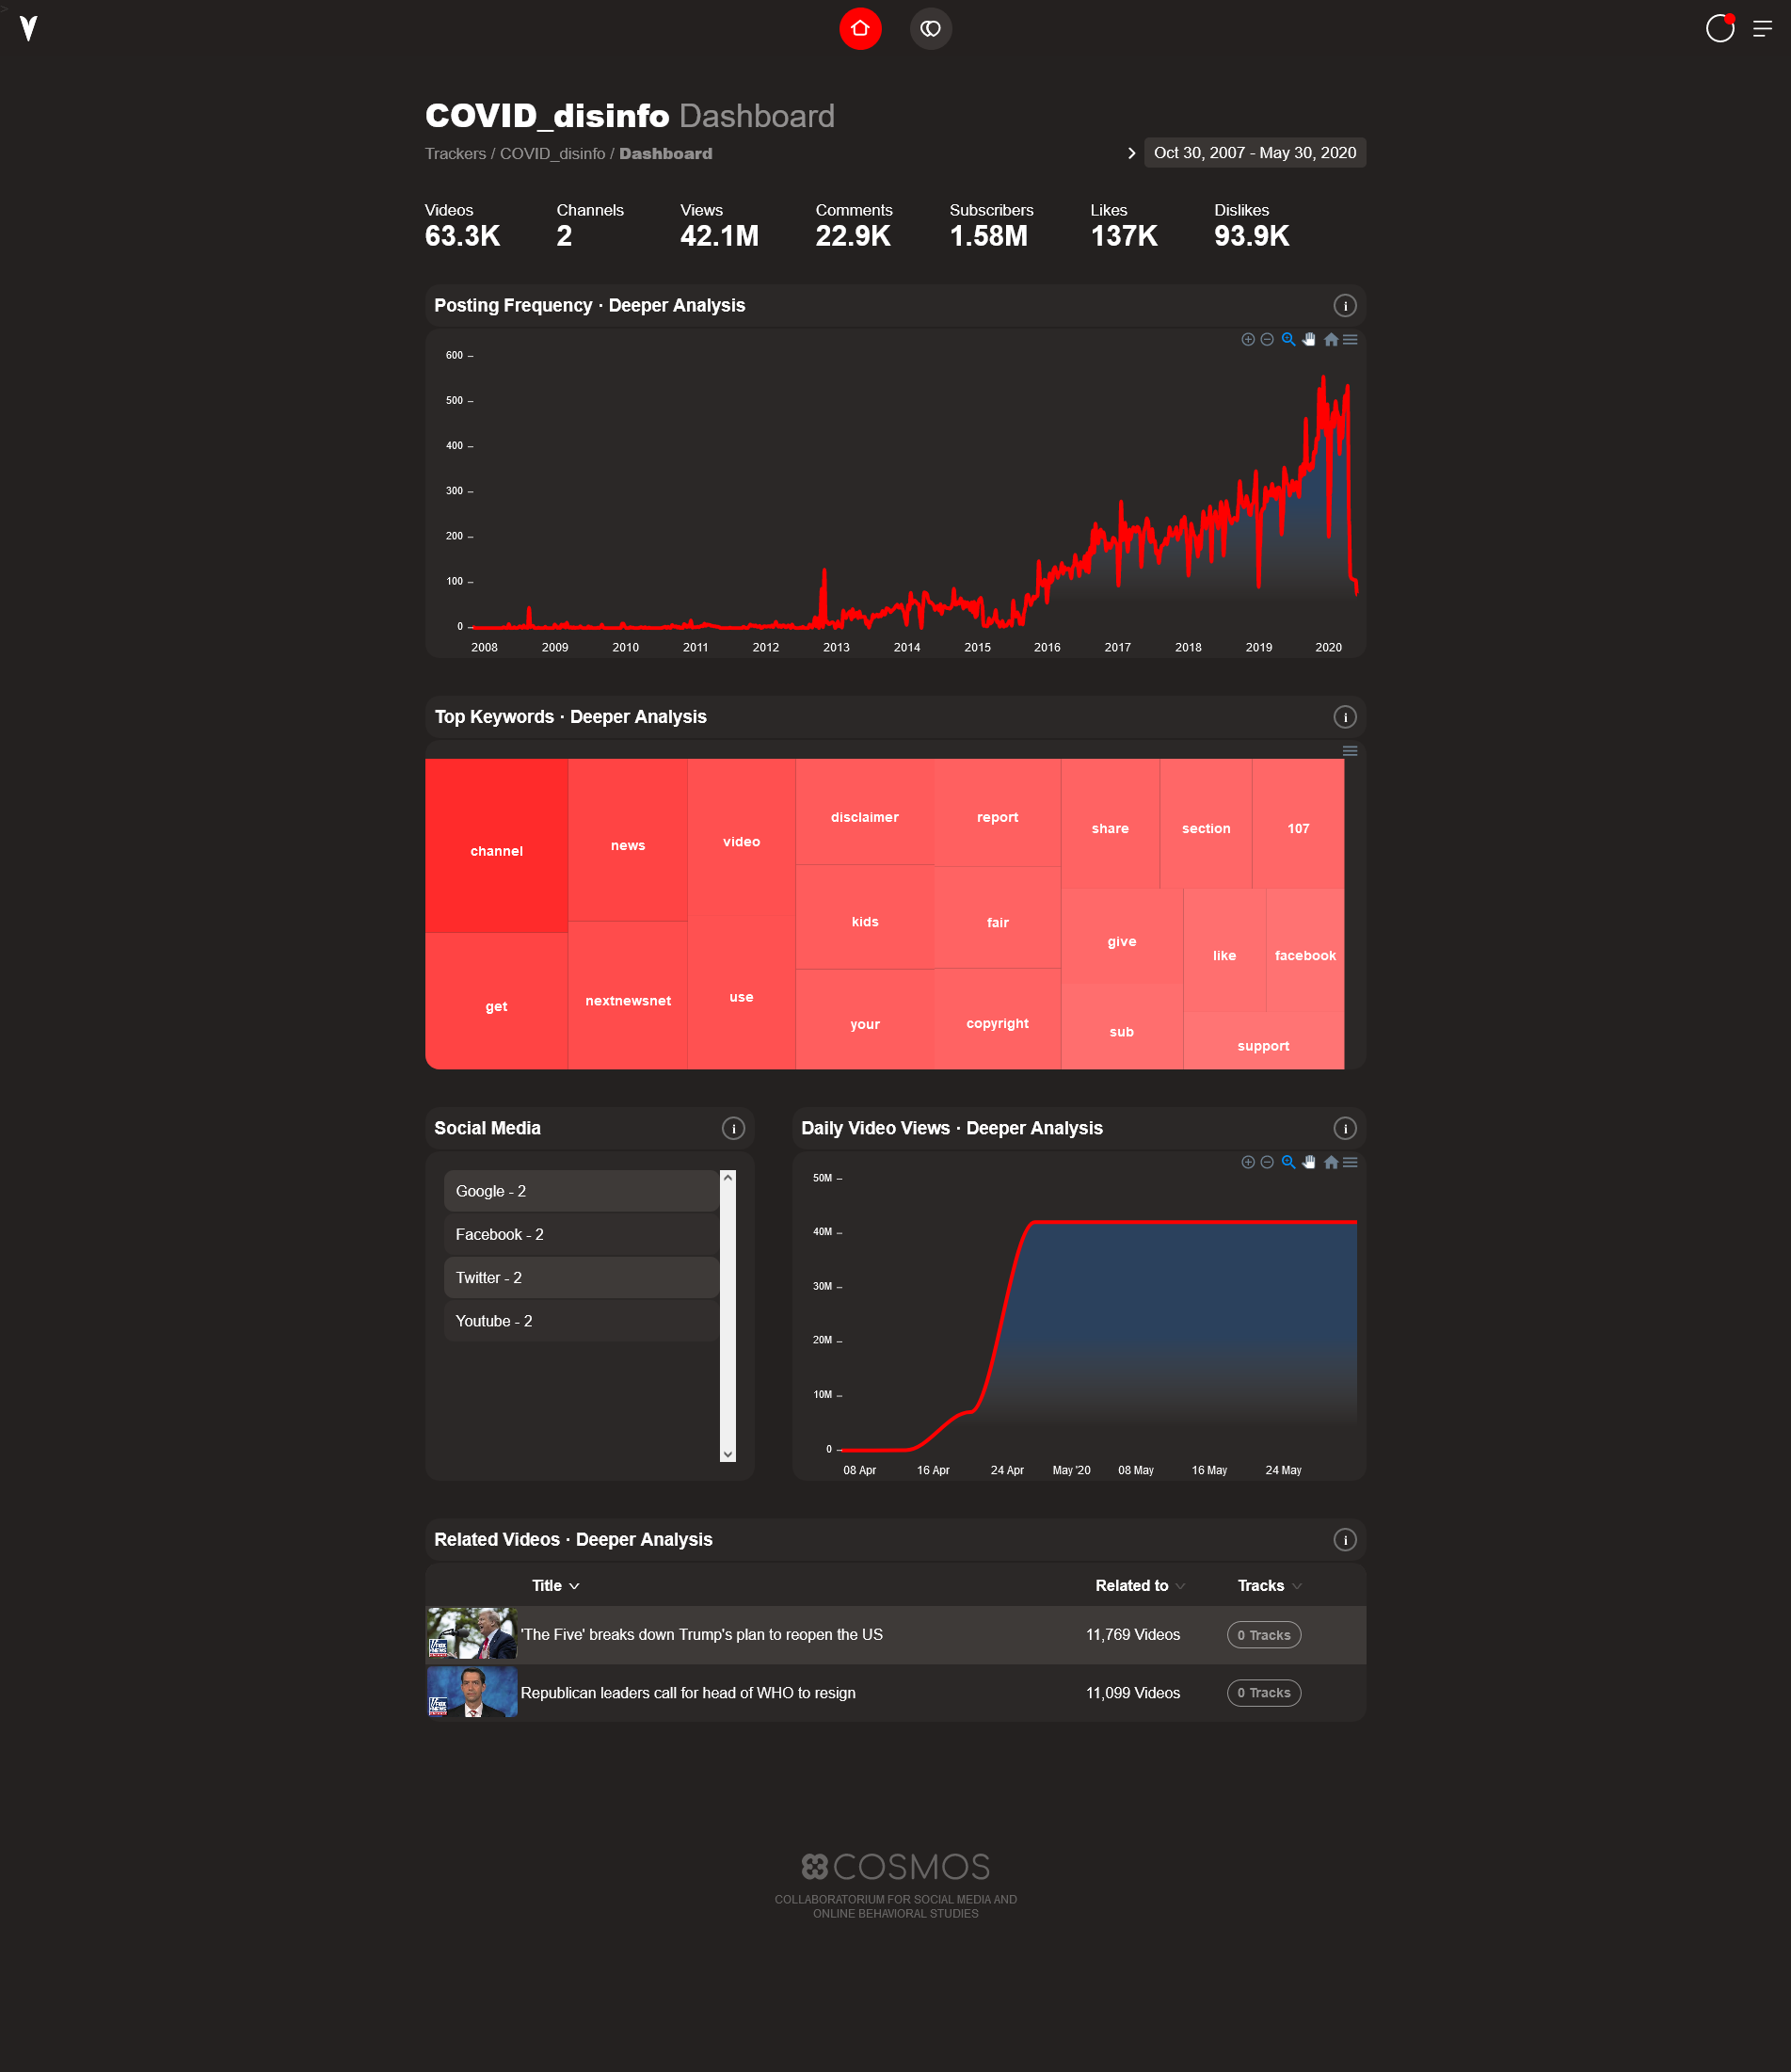 COVID_disinfo Dashboard
Trackers / COVID_disinfo / Dashboard
Oct 30, 2007 - May 30, 2020
Videos Channels Views Comments Subscribers Likes Dislikes
63.3K 2 42.1M 22.9K 1.58M 137K 93.9K
Posting Frequency · Deeper Analysis
600
500
400
300
200
100
0
2008 2009 2010 2011 2012 2013 2014 2015 2016 2017 2018 2019 2020
Top Keywords · Deeper Analysis
channel
get
news
nextnewsnet
video
use
disclaimer
kids
your
report
fair
copyright
share
section
107
give
sub
like
facebook
support
Social Media
Google - 2
Facebook - 2
Twitter - 2
Youtube - 2
Daily Video Views · Deeper Analysis
50M
40M
30M
20M
10M
0
08 Apr 16 Apr 24 Apr May '20 08 May 16 May 24 May
Related Videos · Deeper Analysis
Title Related to Tracks
'The Five' breaks down Trump's plan to reopen the US 11,769 Videos 0 Tracks
Republican leaders call for head of WHO to resign 11,099 Videos 0 Tracks
COSMOS
COLLABORATORIUM FOR SOCIAL MEDIA AND
ONLINE BEHAVIORAL STUDIES